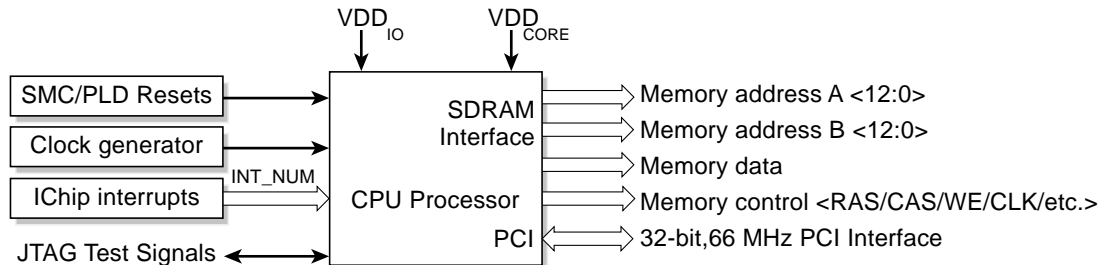 VDD IO
VDD CORE
SMC/PLD Resets
Clock generator
IChip interrupts
INT_NUM
JTAG Test Signals
SDRAM
Interface
CPU Processor
PCI
Memory address A <12:0>
Memory address B <12:0>
Memory data
Memory control <RAS/CAS/WE/CLK/etc.>
32-bit,66 MHz PCI Interface